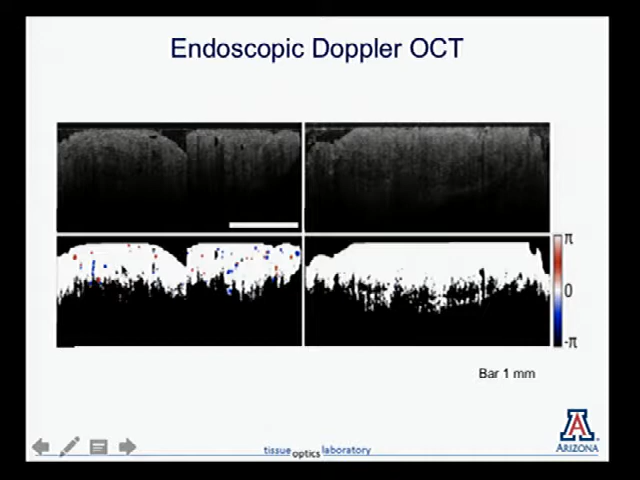 Endoscopic Doppler OCT
π
0
-π
Bar 1 mm
A
ARIZONA
tissue optics laboratory